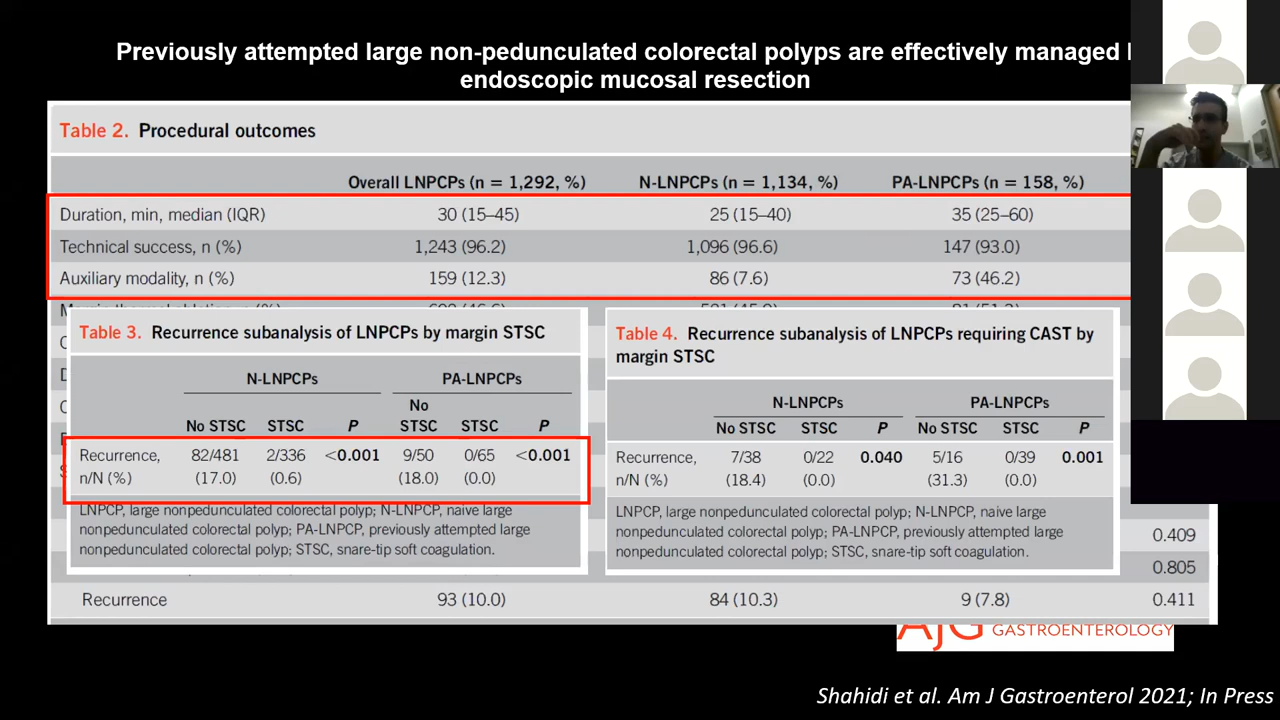 Previously attempted large non-pedunculated colorectal polyps are effectively managed
endoscopic mucosal resection
Table 2. Procedural outcomes
Overall LNPCPs (n = 1,292, %) N-LNPCPs (n = 1,134, %) PA-LNPCPs (n = 158, %)
Duration, min, median (IQR) 30 (15–45) 25 (15–40) 35 (25–60)
Technical success, n (%) 1,243 (96.2) 1,096 (96.6) 147 (93.0)
Auxiliary modality, n (%) 159 (12.3) 86 (7.6) 73 (46.2)
Table 3. Recurrence subanalysis of LNPCPs by margin STSC
N-LNPCPs PA-LNPCPs
No
No STSC STSC P STSC STSC P
Recurrence, 82/481 2/336 <0.001 9/50 0/65 <0.001
n/N (%) (17.0) (0.6) (18.0) (0.0)
LNPCP, large nonpedunculated colorectal polyp; N-LNPCP, naive large
nonpedunculated colorectal polyp; PA-LNPCP, previously attempted large
nonpedunculated colorectal polyp; STSC, snare-tip soft coagulation.
Table 4. Recurrence subanalysis of LNPCPs requiring CAST by
margin STSC
N-LNPCPs PA-LNPCPs
No STSC STSC P No STSC STSC P
Recurrence, 7/38 0/22 0.040 5/16 0/39 0.001
n/N (%) (18.4) (0.0) (31.3) (0.0)
LNPCP, large nonpedunculated colorectal polyp; N-LNPCP, naive large
nonpedunculated colorectal polyp; PA-LNPCP, previously attempted large
nonpedunculated colorectal polyp; STSC, snare-tip soft coagulation.
0.409
0.805
Recurrence 93 (10.0) 84 (10.3) 9 (7.8) 0.411
AJG GASTROENTEROLOGY
Shahidi et al. Am J Gastroenterol 2021; In Press